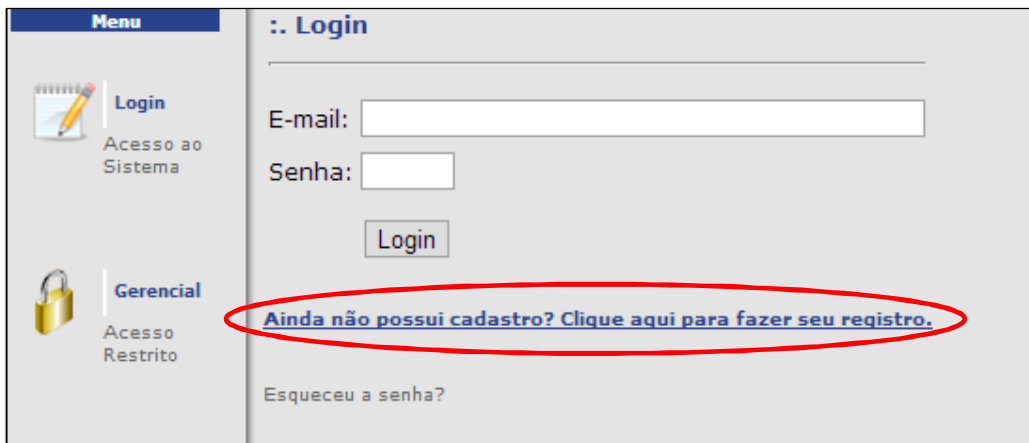 Menu
Login
Acesso ao
Sistema
Gerencial
Acesso
Restrito
:. Login
E-mail:
Senha:
Login
Ainda não possui cadastro? Clique aqui para fazer seu registro.
Esqueceu a senha?